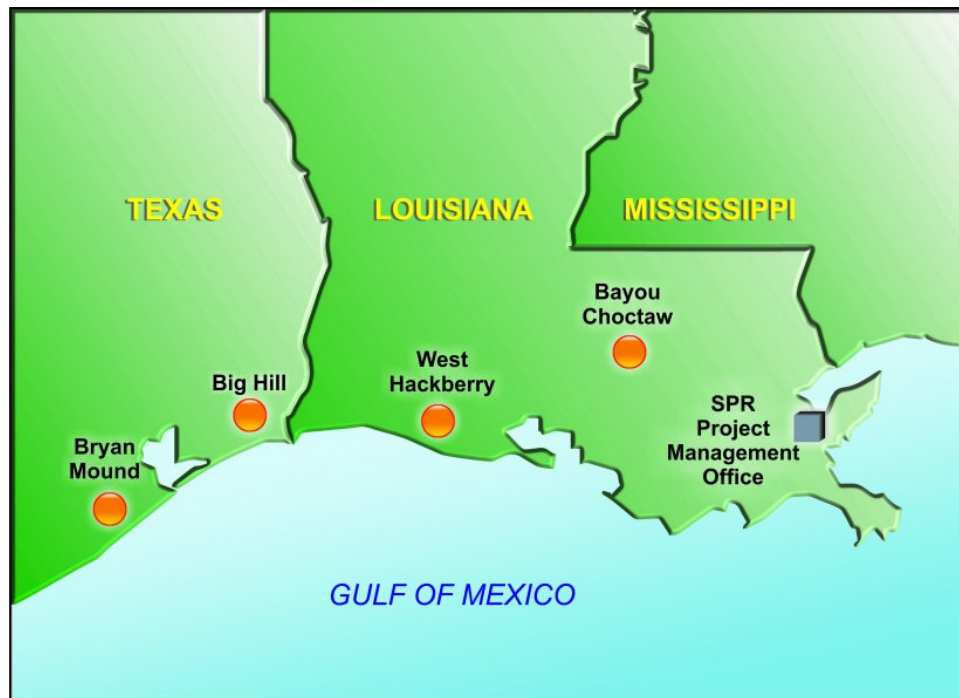 TEXAS
LOUISIANA
MISSISSIPPI
Bayou
Choctaw
West
Hackberry
Big Hill
SPR
Project
Management
Office
Bryan
Mound
GULF OF MEXICO